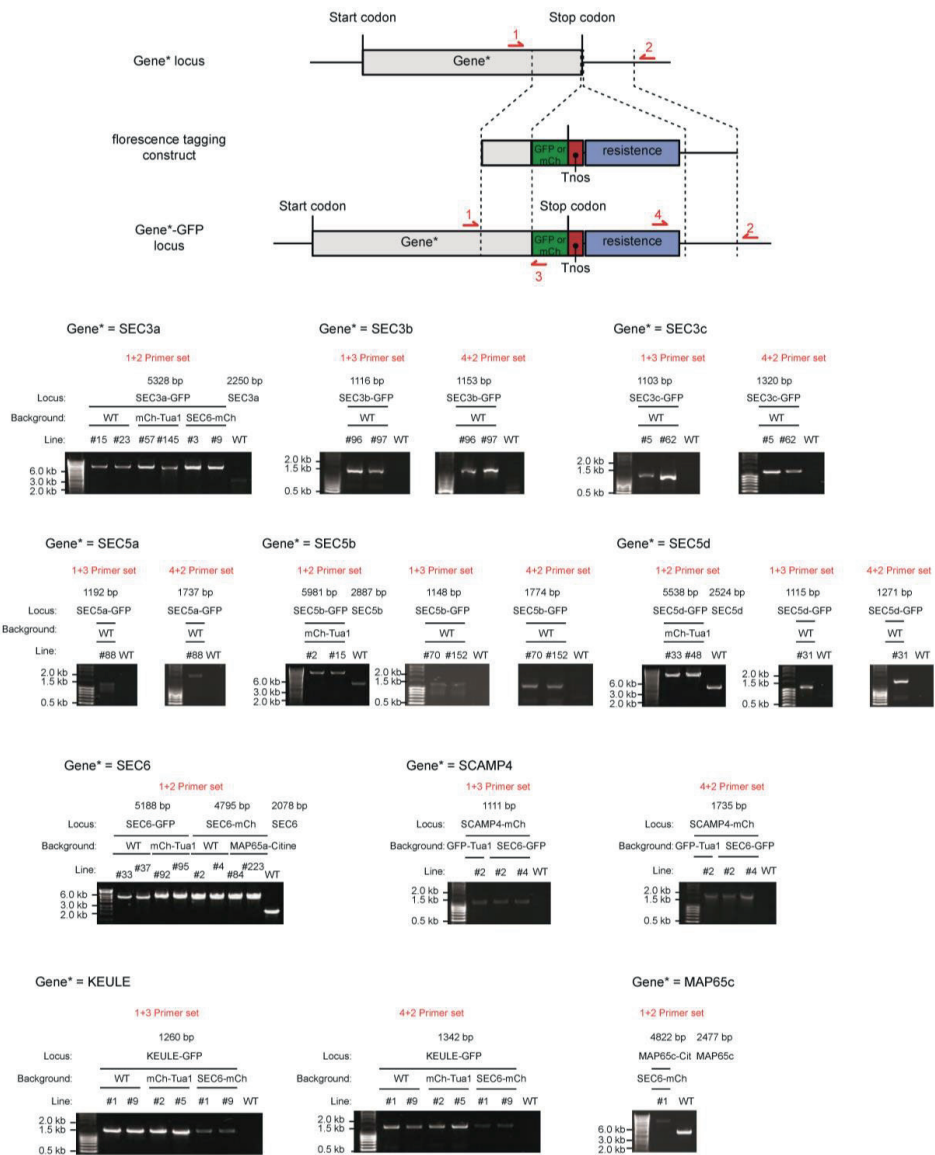 Start codon
Stop codon
1
2
Gene* locus
Gene*
florescence tagging
construct
GFP or
mCh
resistence
Tnos
Start codon
Stop codon
Gene*-GFP
locus
1
4
2
Gene*
GFP or
mCh
resistence
3
Tnos
Gene* = SEC3a
1+2 Primer set
5328 bp 2250 bp
Locus: SEC3a-GFP SEC3a
Background: WT mCh-Tua1 SEC6-mCh
Line: #15 #23 #57 #145 #3 #9 WT
6.0 kb
3.0 kb
2.0 kb
Gene* = SEC3b
1+3 Primer set 4+2 Primer set
1116 bp 1153 bp
SEC3b-GFP SEC3b-GFP
WT WT
#96 #97 WT #96 #97 WT
2.0 kb
1.5 kb
0.5 kb
Gene* = SEC3c
1+3 Primer set 4+2 Primer set
1103 bp 1320 bp
SEC3c-GFP SEC3c-GFP
WT WT
#5 #62 WT #5 #62 WT
2.0 kb
1.5 kb
0.5 kb
Gene* = SEC5a
1+3 Primer set 4+2 Primer set
1192 bp 1737 bp
Locus: SEC5a-GFP SEC5a-GFP
Background: WT WT
Line: #88 WT #88 WT
2.0 kb
1.5 kb
0.5 kb
Gene* = SEC5b
1+2 Primer set 1+3 Primer set 4+2 Primer set
5981 bp 2887 bp 1148 bp 1774 bp
SEC5b-GFP SEC5b SEC5b-GFP SEC5b-GFP
mCh-Tua1 WT WT
#2 #15 WT #70 #152 WT #70 #152 WT
6.0 kb
3.0 kb
2.0 kb
2.0 kb
1.5 kb
0.5 kb
Gene* = SEC5d
1+2 Primer set 1+3 Primer set 4+2 Primer set
5538 bp 2524 bp 1115 bp 1271 bp
SEC5d-GFP SEC5d SEC5d-GFP SEC5d-GFP
mCh-Tua1 WT WT
#33 #48 WT #31 WT #31 WT
6.0 kb
3.0 kb
2.0 kb
2.0 kb
1.5 kb
0.5 kb
2.0 kb
1.5 kb
0.5 kb
Gene* = SEC6
1+2 Primer set
5188 bp 4795 bp 2078 bp
Locus: SEC6-GFP SEC6-mCh SEC6
Background: WT mCh-Tua1 WT MAP65a-Citine
Line: #33 #37 #92 #95 #2 #4 #84 #223 WT
6.0 kb
3.0 kb
2.0 kb
Gene* = SCAMP4
1+3 Primer set
1111 bp
Locus: SCAMP4-mCh
Background: GFP-Tua1 SEC6-GFP
Line: #2 #2 #4 WT
2.0 kb
1.5 kb
0.5 kb
4+2 Primer set
1735 bp
Locus: SCAMP4-mCh
Background: GFP-Tua1 SEC6-GFP
Line: #2 #2 #4 WT
2.0 kb
1.5 kb
0.5 kb
Gene* = KEULE
1+3 Primer set
1260 bp
Locus: KEULE-GFP
Background: WT mCh-Tua1 SEC6-mCh
Line: #1 #9 #2 #5 #1 #9 WT
2.0 kb
1.5 kb
0.5 kb
4+2 Primer set
1342 bp
Locus: KEULE-GFP
Background: WT mCh-Tua1 SEC6-mCh
Line: #1 #9 #2 #5 #1 #9 WT
2.0 kb
1.5 kb
0.5 kb
Gene* = MAP65c
1+2 Primer set
4822 bp 2477 bp
MAP65c-Cit MAP65c
SEC6-mCh
#1 WT
6.0 kb
3.0 kb
2.0 kb